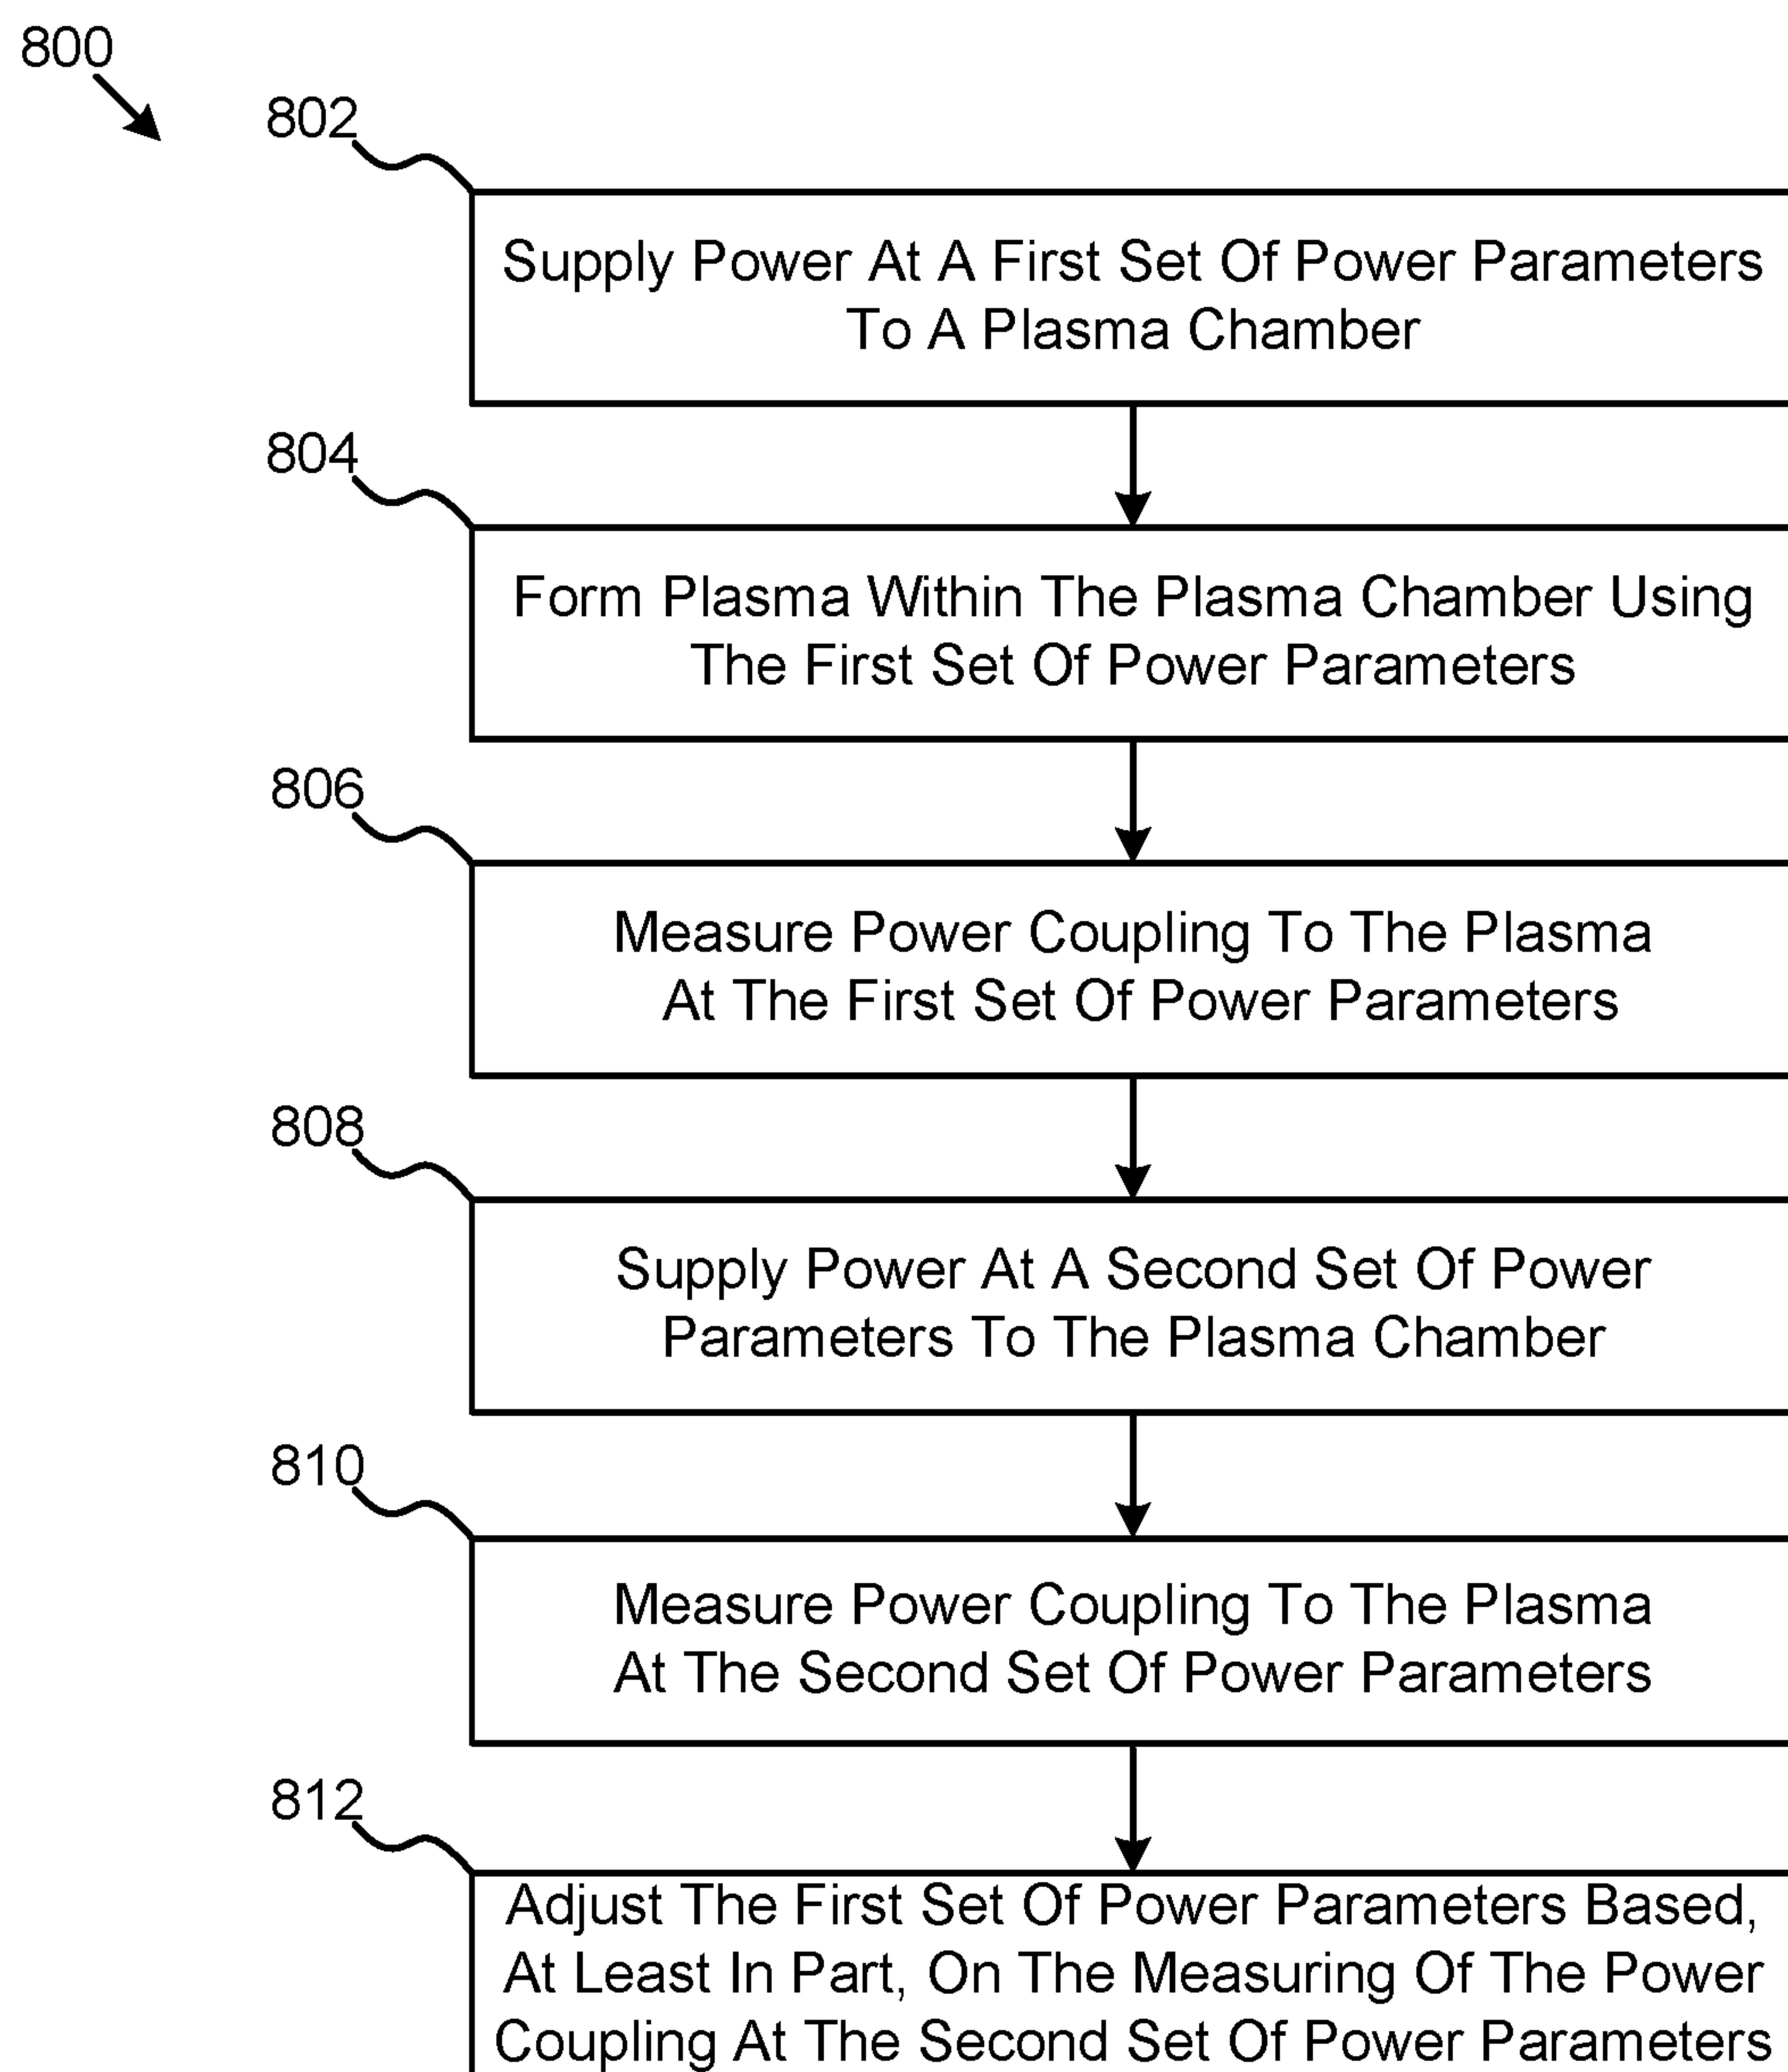 800
802
Supply Power At A First Set Of Power Parameters
To A Plasma Chamber
804
Form Plasma Within The Plasma Chamber Using
The First Set Of Power Parameters
806
Measure Power Coupling To The Plasma
At The First Set Of Power Parameters
808
Supply Power At A Second Set Of Power
Parameters To The Plasma Chamber
810
Measure Power Coupling To The Plasma
At The Second Set Of Power Parameters
812
Adjust The First Set Of Power Parameters Based,
At Least In Part, On The Measuring Of The Power
Coupling At The Second Set Of Power Parameters